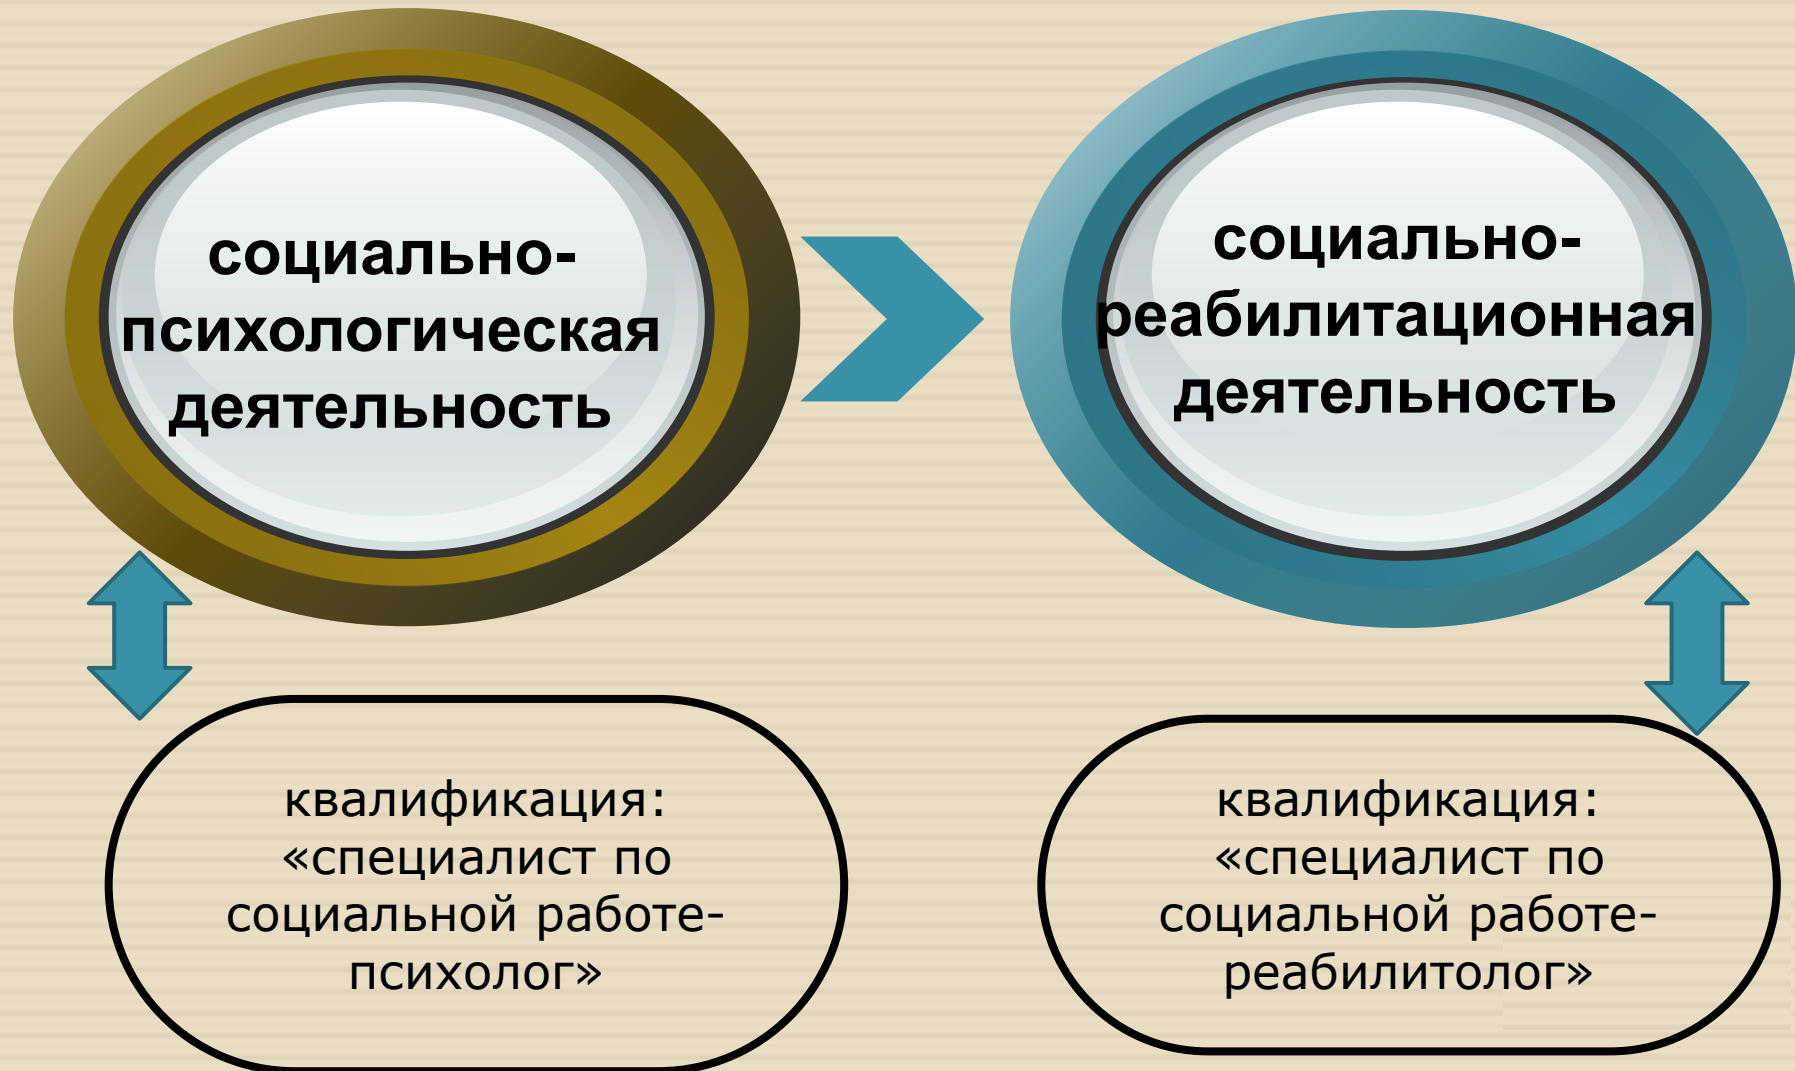 социально-
психологическая
деятельность
социально-
реабилитационная
деятельность
квалификация:
«специалист по
социальной работе-
психолог»
квалификация:
«специалист по
социальной работе-
реабилитолог»